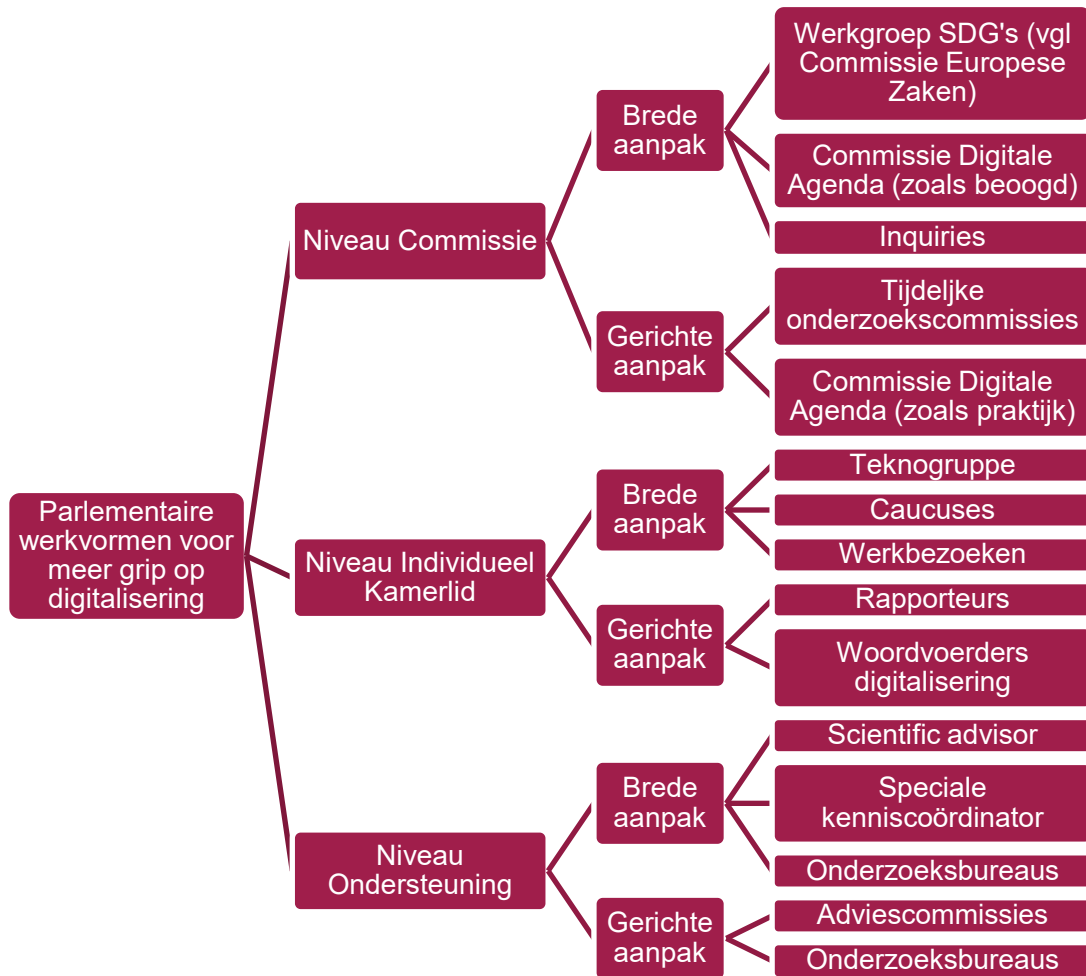 Parlementaire
werkvormen voor
meer grip op
digitalisering
Niveau Commissie
Brede
aanpak
Werkgroep SDG's (vgl
Commissie Europese
Zaken)
Commissie Digitale
Agenda (zoals beoogd)
Inquiries
Gerichte
aanpak
Tijdeljke
onderzoekscommissies
Commissie Digitale
Agenda (zoals praktijk)
Niveau Individueel
Kamerlid
Brede
aanpak
Teknogruppe
Caucuses
Werkbezoeken
Gerichte
aanpak
Rapporteurs
Woordvoerders
digitalisering
Niveau
Ondersteuning
Brede
aanpak
Scientific advisor
Speciale
kenniscoördinator
Onderzoeksbureaus
Gerichte
aanpak
Adviescommissies
Onderzoeksbureaus